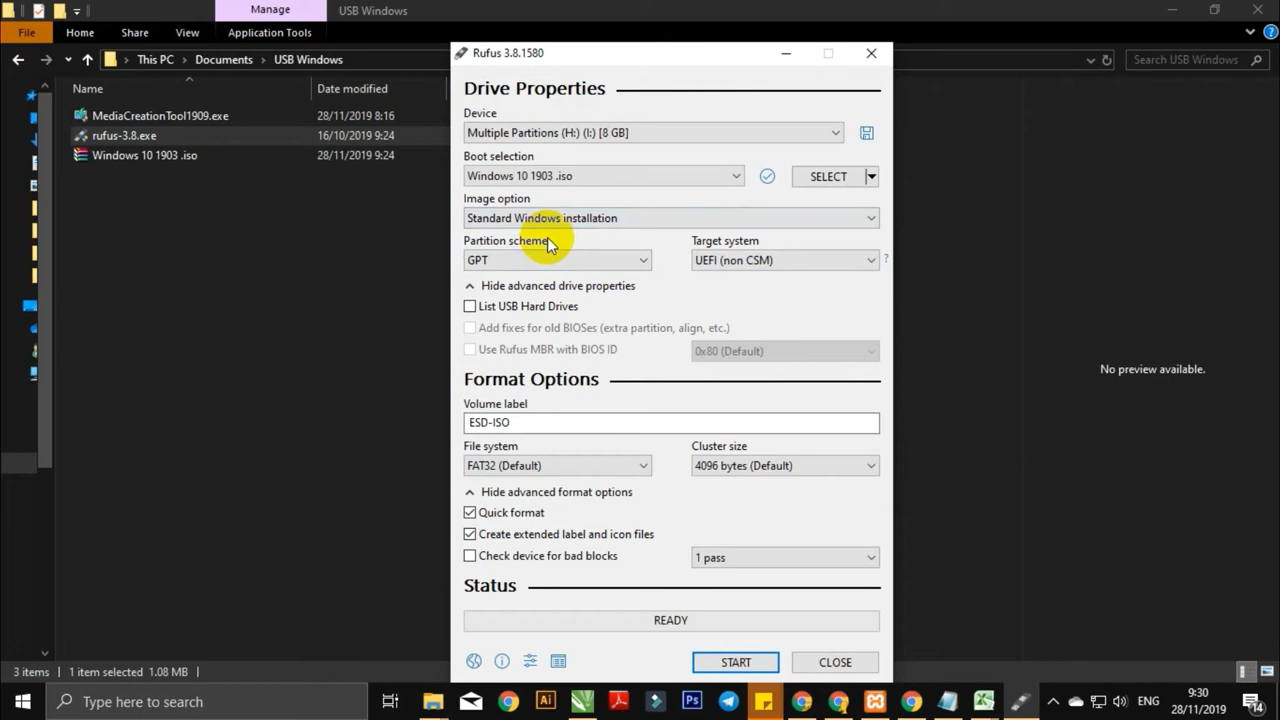 Manage
USB Windows
File
Home
Share
View
Application Tools
This PC
Documents
USB Windows
Search USB Windows
Name
Date modified
MediaCreationTool1909.exe
28/11/2019 8:16
rufus-3.8.exe
16/10/2019 9:24
Windows 10 1903 .iso
28/11/2019 9:24
Rufus 3.8.1580
Drive Properties
Device
Multiple Partitions (H:) (I:) [8 GB]
Boot selection
Windows 10 1903 .iso
SELECT
Image option
Standard Windows installation
Partition scheme
Target system
GPT
UEFI (non CSM)
?
Hide advanced drive properties
List USB Hard Drives
Add fixes for old BIOSes (extra partition, align, etc.)
Use Rufus MBR with BIOS ID
0x80 (Default)
Format Options
Volume label
ESD-ISO
File system
Cluster size
FAT32 (Default)
4096 bytes (Default)
Hide advanced format options
Quick format
Create extended label and icon files
Check device for bad blocks
1 pass
Status
READY
START
CLOSE
No preview available.
3 items
1 item selected 1.08 MB
Type here to search
Ai
Ps
ENG
9:30
28/11/2019
14